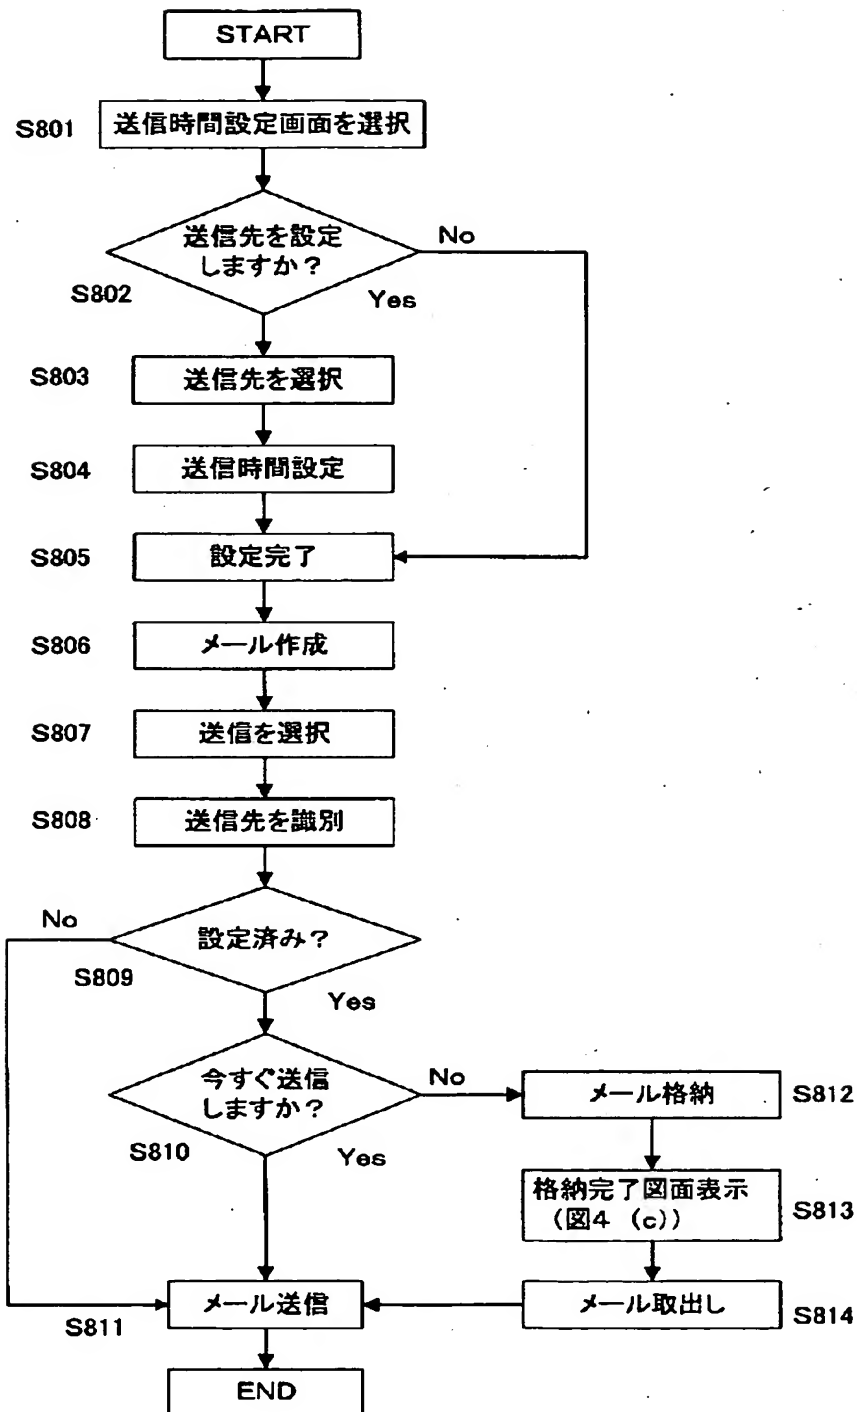 START
S801
送信時間設定画面を選択
送信先を設定
しますか？
No
S802
Yes
S803
送信先を選択
S804
送信時間設定
S805
設定完了
S806
メール作成
S807
送信を選択
S808
送信先を識別
No
設定済み？
S809
Yes
今すぐ送信
しますか？
No
メール格納
S812
S810
Yes
格納完了図面表示
（図4 （c））
S813
メール送信
メール取出し
S811
S814
END